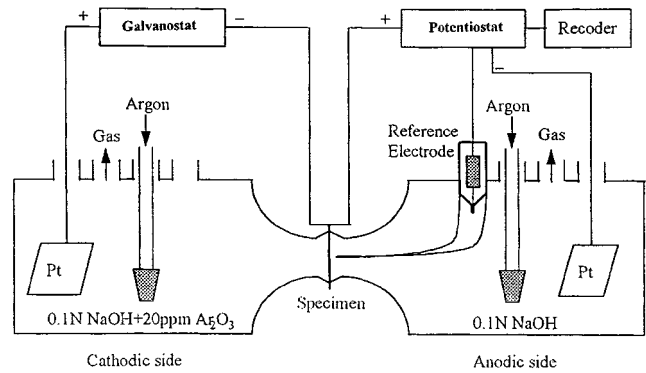 + Galvanostat −
+ Potentiostat Recoder
−
Argon
Gas
Reference
Electrode
Argon
Gas
Pt
Pt
Specimen
0.1N NaOH+20ppm Ar₂O₃
0.1N NaOH
Cathodic side
Anodic side